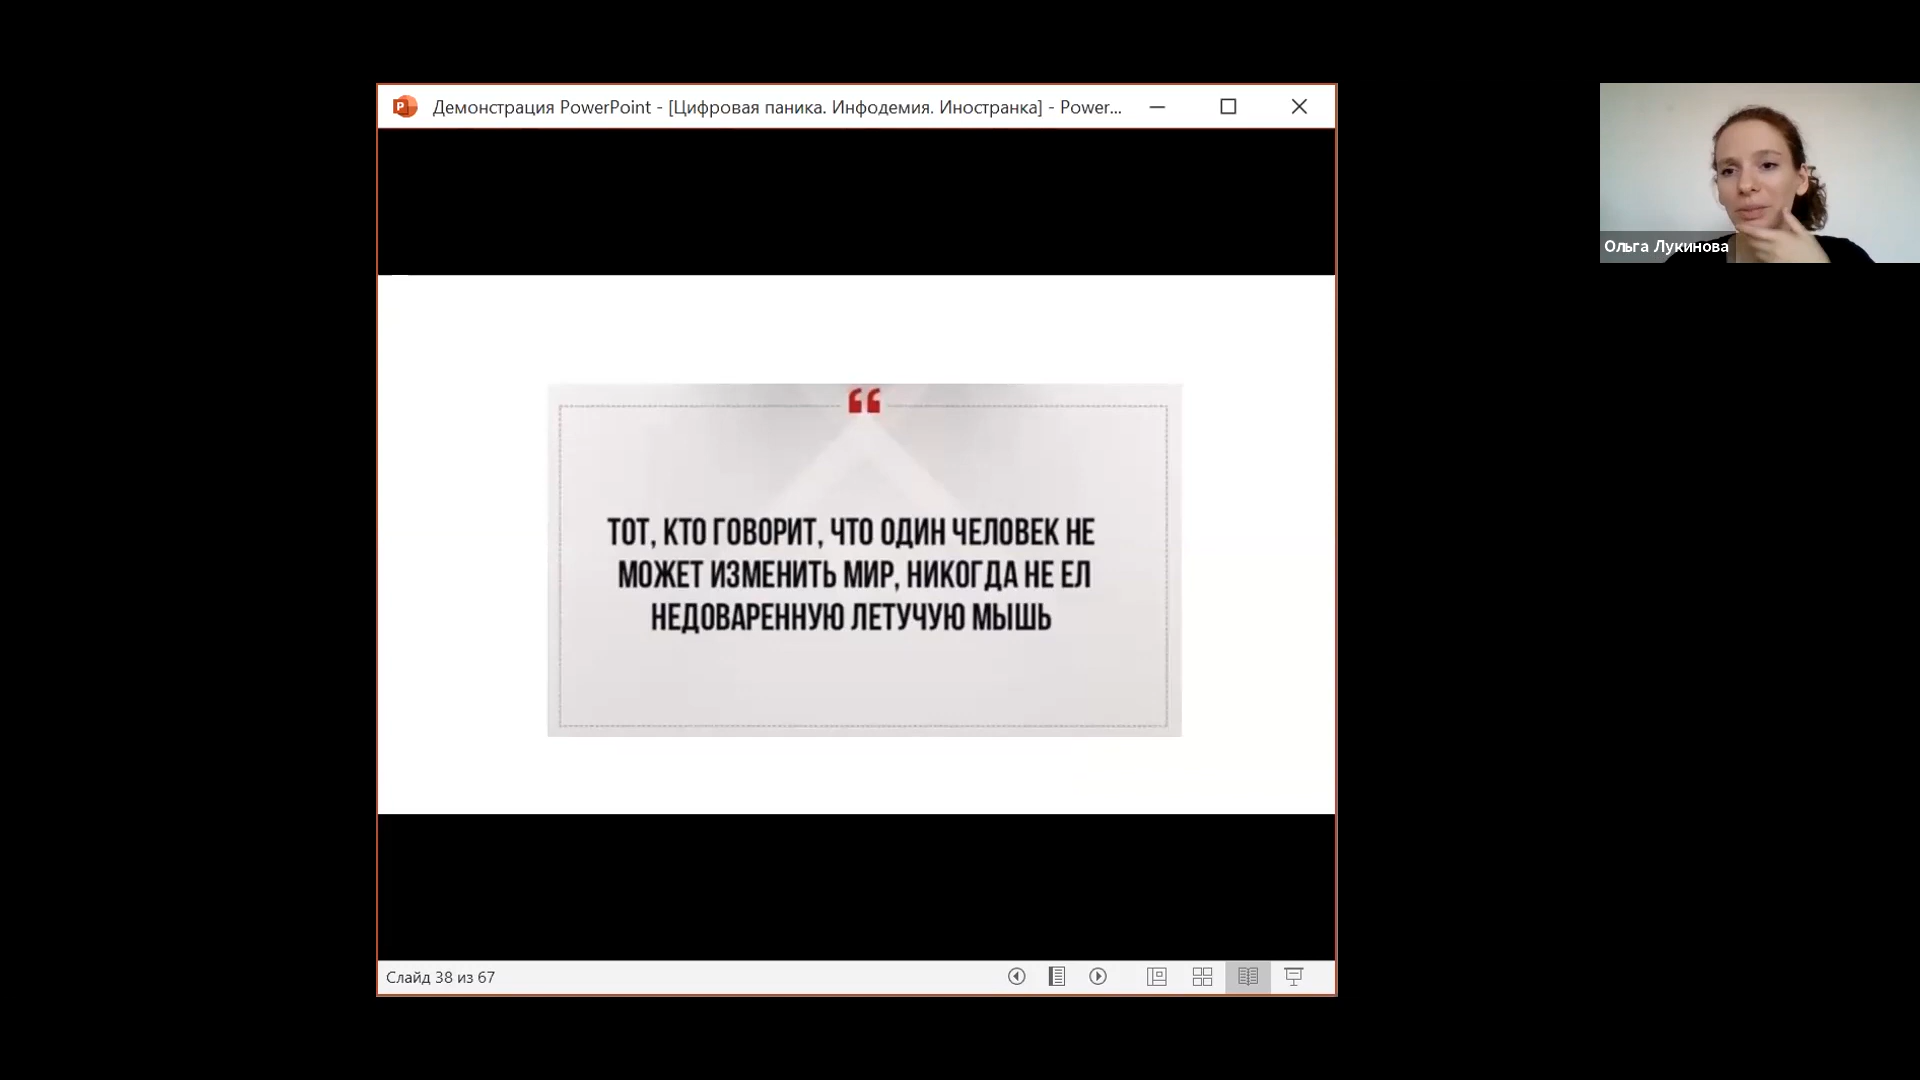 Демонстрация PowerPoint - [Цифровая паника. Инфодемия. Иностранка] - Power...
Ольга Лукинова
“
ТОТ, КТО ГОВОРИТ, ЧТО ОДИН ЧЕЛОВЕК НЕ
МОЖЕТ ИЗМЕНИТЬ МИР, НИКОГДА НЕ ЕЛ
НЕДОВАРЕННУЮ ЛЕТУЧУЮ МЫШЬ
Слайд 38 из 67